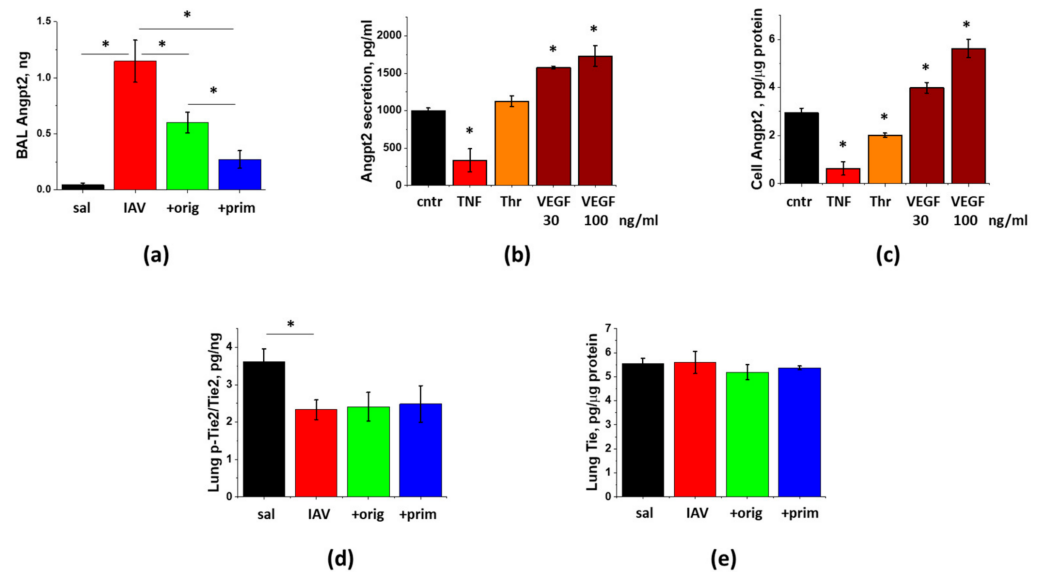 BAL Angpt2, ng
1.5
1.0
0.5
0.0
*
*
*
*
sal IAV +orig +prim
(a)
Angpt2 secretion, pg/ml
2000
1500
1000
500
250
*
*
*
cntr TNF Thr VEGF VEGF
30 100 ng/ml
(b)
Cell Angpt2 , pg/µg protein
6
4
2
0
*
*
*
*
cntr TNF Thr VEGF VEGF
30 100 ng/ml
(c)
Lung p-Tie2/Tie2, pg/ng
4
3
2
1
0
*
sal IAV +orig +prim
(d)
Lung Tie, pg/µg protein
7
6
5
4
3
2
1
0
sal IAV +orig +prim
(e)